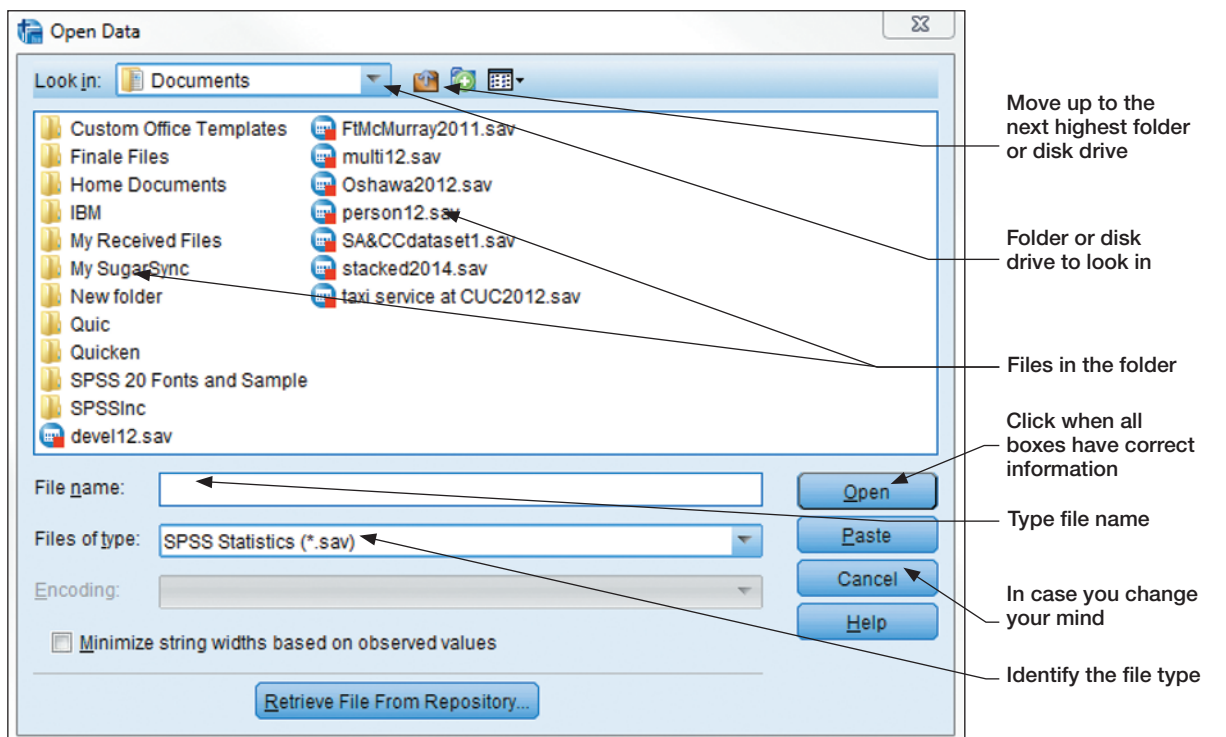 Open Data
Look in: Documents
Custom Office Templates
Finale Files
Home Documents
IBM
My Received Files
My SugarSync
New folder
Quic
Quicken
SPSS 20 Fonts and Sample
SPSSInc
devel12.sav
FtMcMurray2011.sav
multi12.sav
Oshawa2012.sav
person12.sav
SA&CCdataset1.sav
stacked2014.sav
taxi service at CUC2012.sav
File name:
Files of type: SPSS Statistics (*.sav)
Encoding:
Minimize string widths based on observed values
Retrieve File From Repository...
Open
Paste
Cancel
Help
Move up to the
next highest folder
or disk drive
Folder or disk
drive to look in
Files in the folder
Click when all
boxes have correct
information
Type file name
In case you change
your mind
Identify the file type